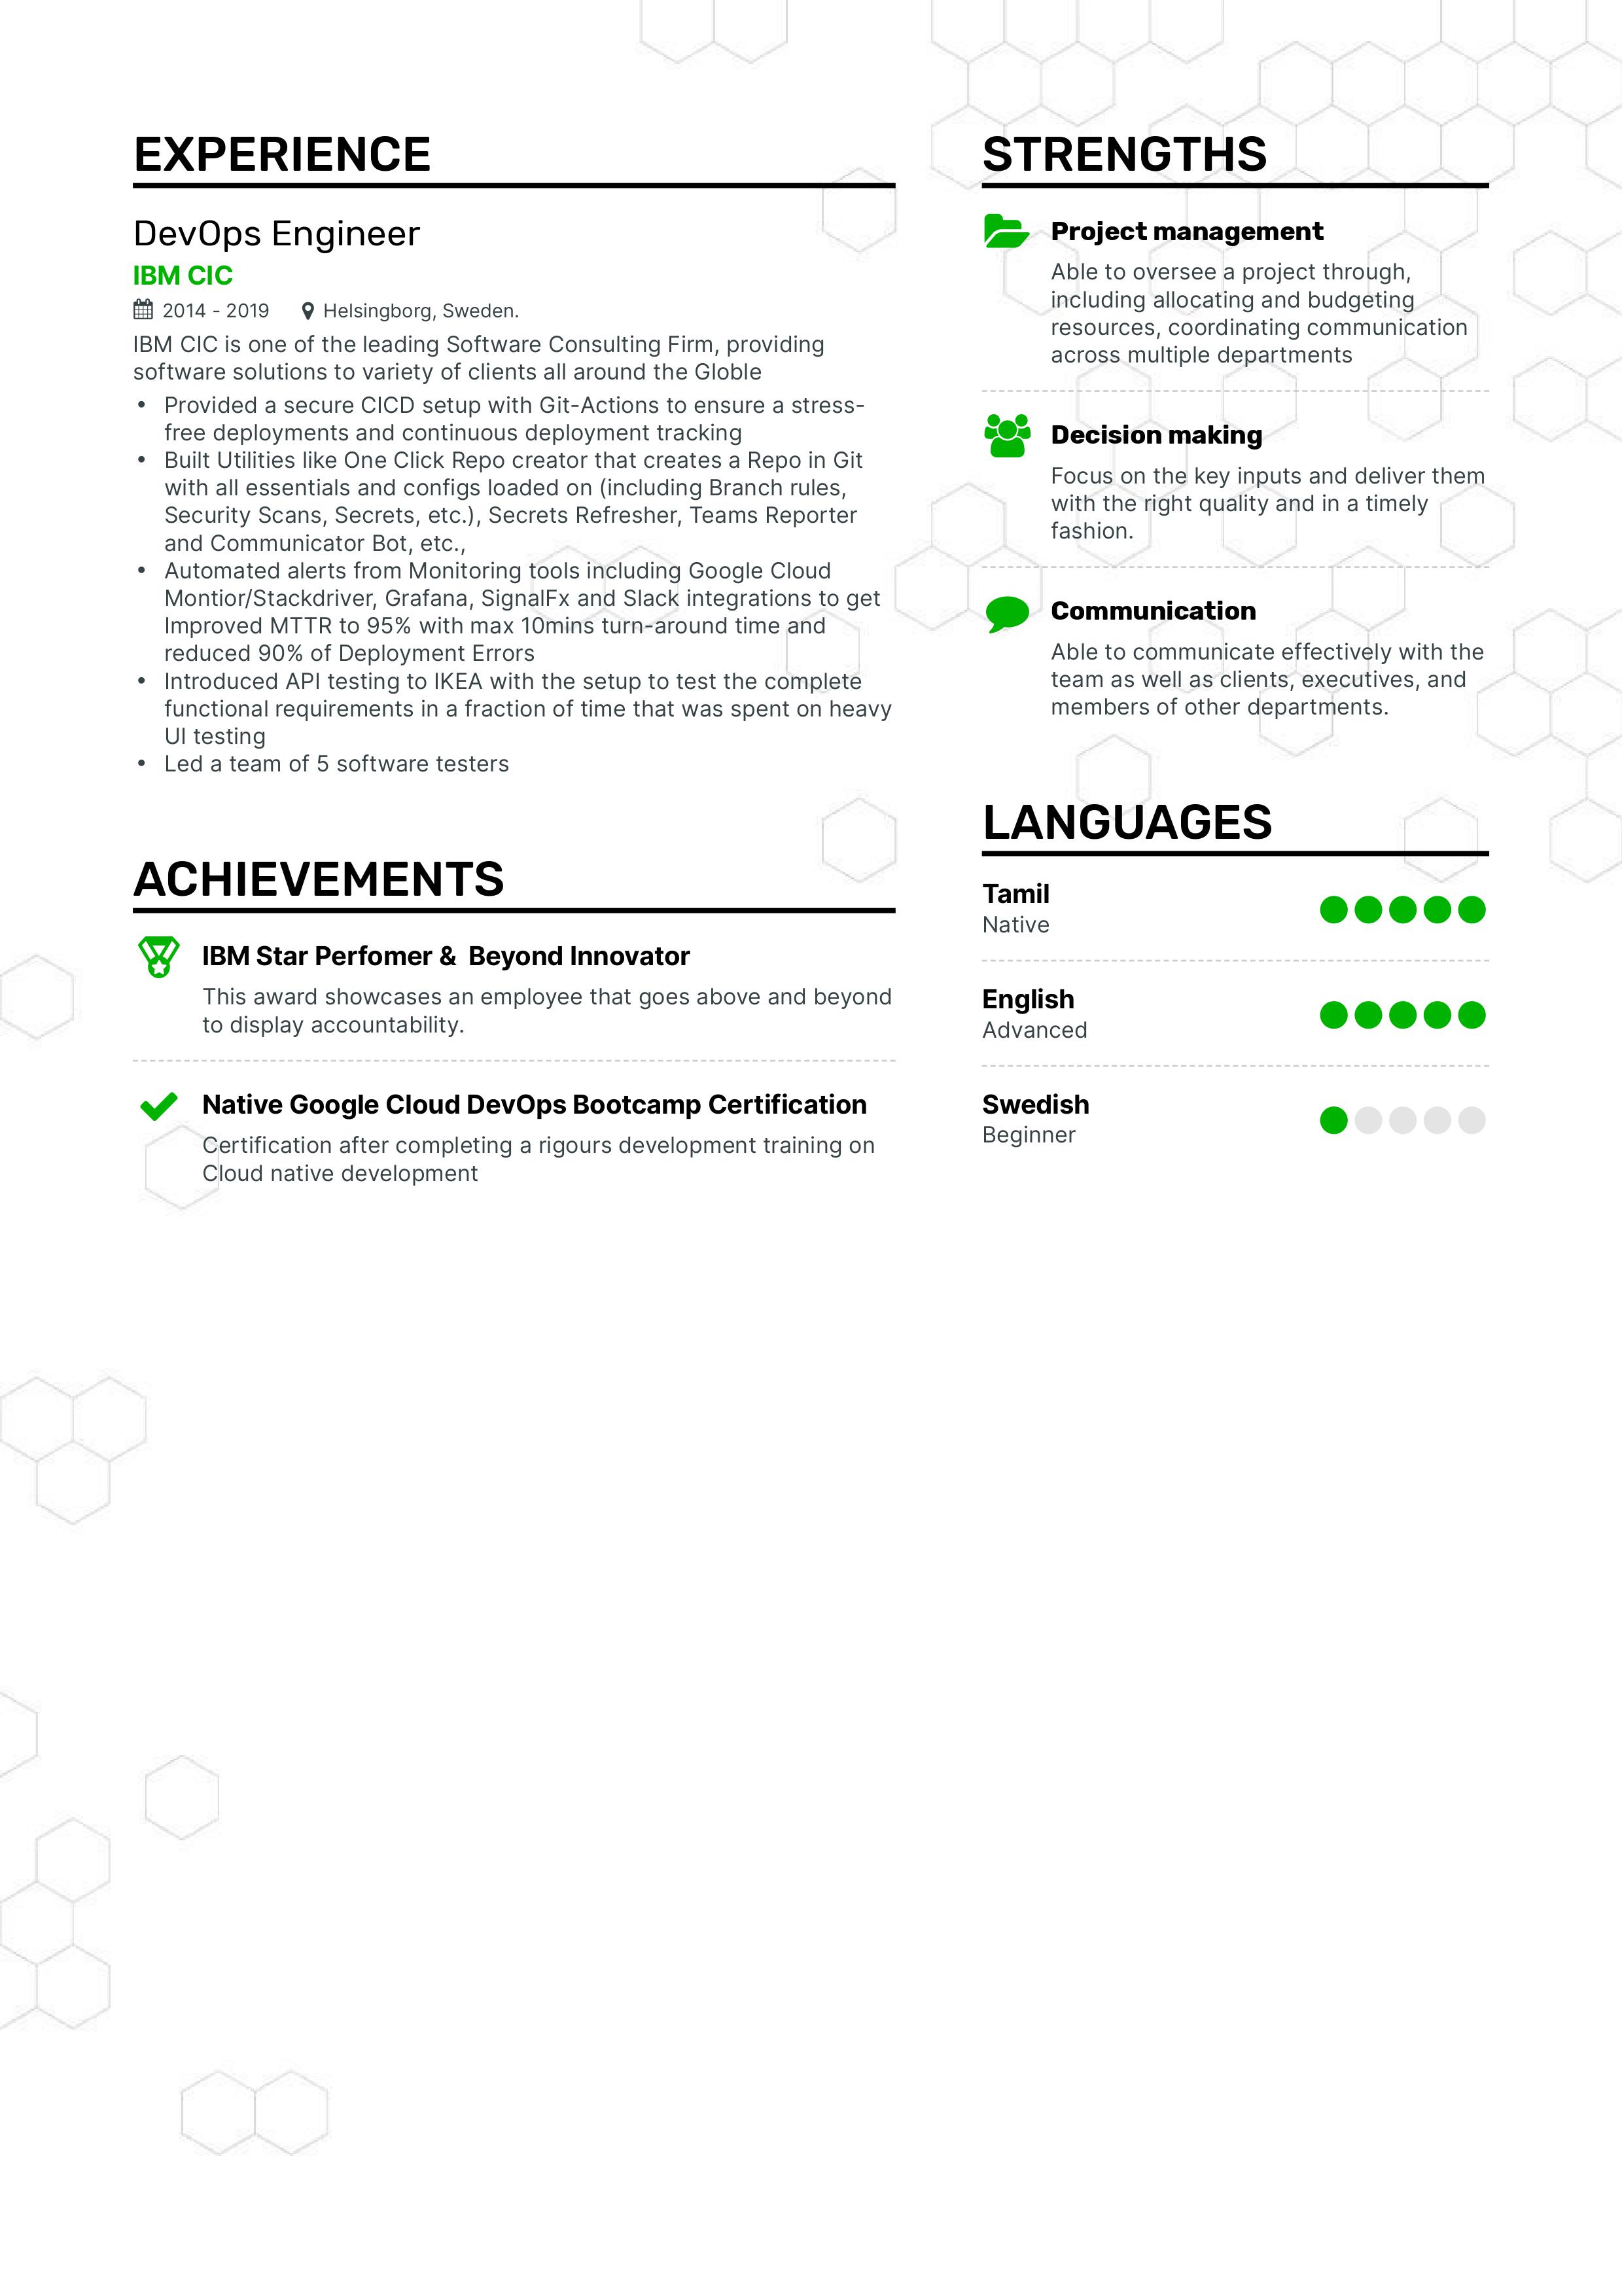 EXPERIENCE
DevOps Engineer
IBM CIC
2014 - 2019 Helsingborg, Sweden.
IBM CIC is one of the leading Software Consulting Firm, providing
software solutions to variety of clients all around the Globle
• Provided a secure CICD setup with Git-Actions to ensure a stress-
free deployments and continuous deployment tracking
• Built Utilities like One Click Repo creator that creates a Repo in Git
with all essentials and configs loaded on (including Branch rules,
Security Scans, Secrets, etc.), Secrets Refresher, Teams Reporter
and Communicator Bot, etc.,
• Automated alerts from Monitoring tools including Google Cloud
Montior/Stackdriver, Grafana, SignalFx and Slack integrations to get
Improved MTTR to 95% with max 10mins turn-around time and
reduced 90% of Deployment Errors
• Introduced API testing to IKEA with the setup to test the complete
functional requirements in a fraction of time that was spent on heavy
UI testing
• Led a team of 5 software testers
ACHIEVEMENTS
IBM Star Perfomer & Beyond Innovator
This award showcases an employee that goes above and beyond
to display accountability.
Native Google Cloud DevOps Bootcamp Certification
Certification after completing a rigours development training on
Cloud native development
STRENGTHS
Project management
Able to oversee a project through,
including allocating and budgeting
resources, coordinating communication
across multiple departments
Decision making
Focus on the key inputs and deliver them
with the right quality and in a timely
fashion.
Communication
Able to communicate effectively with the
team as well as clients, executives, and
members of other departments.
LANGUAGES
Tamil
Native
English
Advanced
Swedish
Beginner